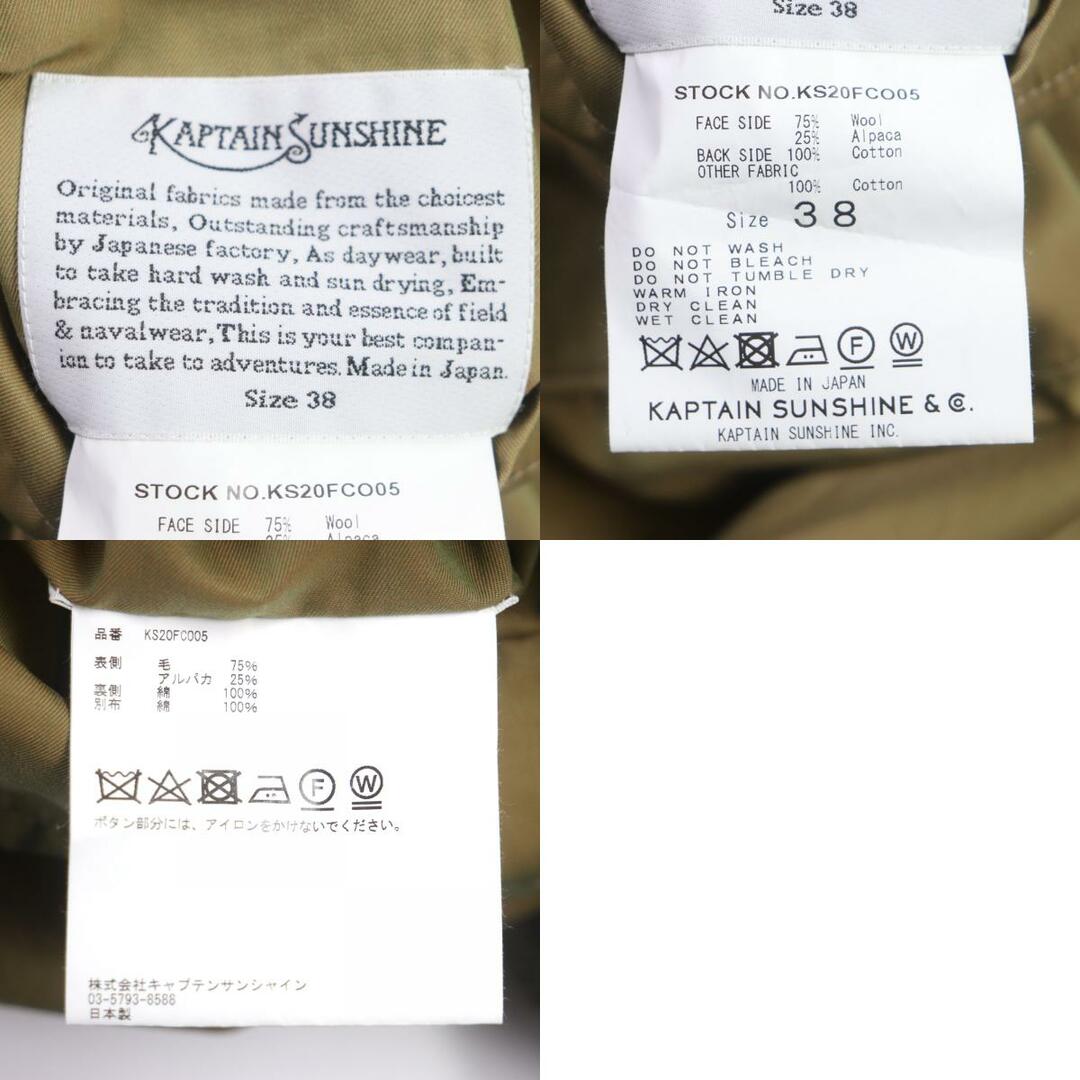 KAPTAIN SUNSHINE
Original fabrics made from the choicest
materials, Outstanding craftsmanship
by Japanese factory, As daywear, built
to take hard wash and sun drying, Em-
bracing the tradition and essence of field
& navalwear, This is your best compan-
ion to take to adventures. Made in Japan.
Size 38
STOCK NO.KS20FCO05
FACE SIDE 75% Wool
25% Alpaca
Size 38
STOCK NO.KS20FCO05
FACE SIDE 75% Wool
25% Alpaca
BACK SIDE 100% Cotton
OTHER FABRIC
100% Cotton
Size 38
DO NOT WASH
DO NOT BLEACH
DO NOT TUMBLE DRY
WARM IRON
DRY CLEAN
WET CLEAN
F W
MADE IN JAPAN
KAPTAIN SUNSHINE & Co.
KAPTAIN SUNSHINE INC.
品番 KS20FCO05
表側 毛 75%
アルパカ 25%
裏側 綿 100%
別布 綿 100%
F W
ボタン部分には、アイロンをかけないでください。
株式会社キャプテンサンシャイン
03-5793-8588
日本製